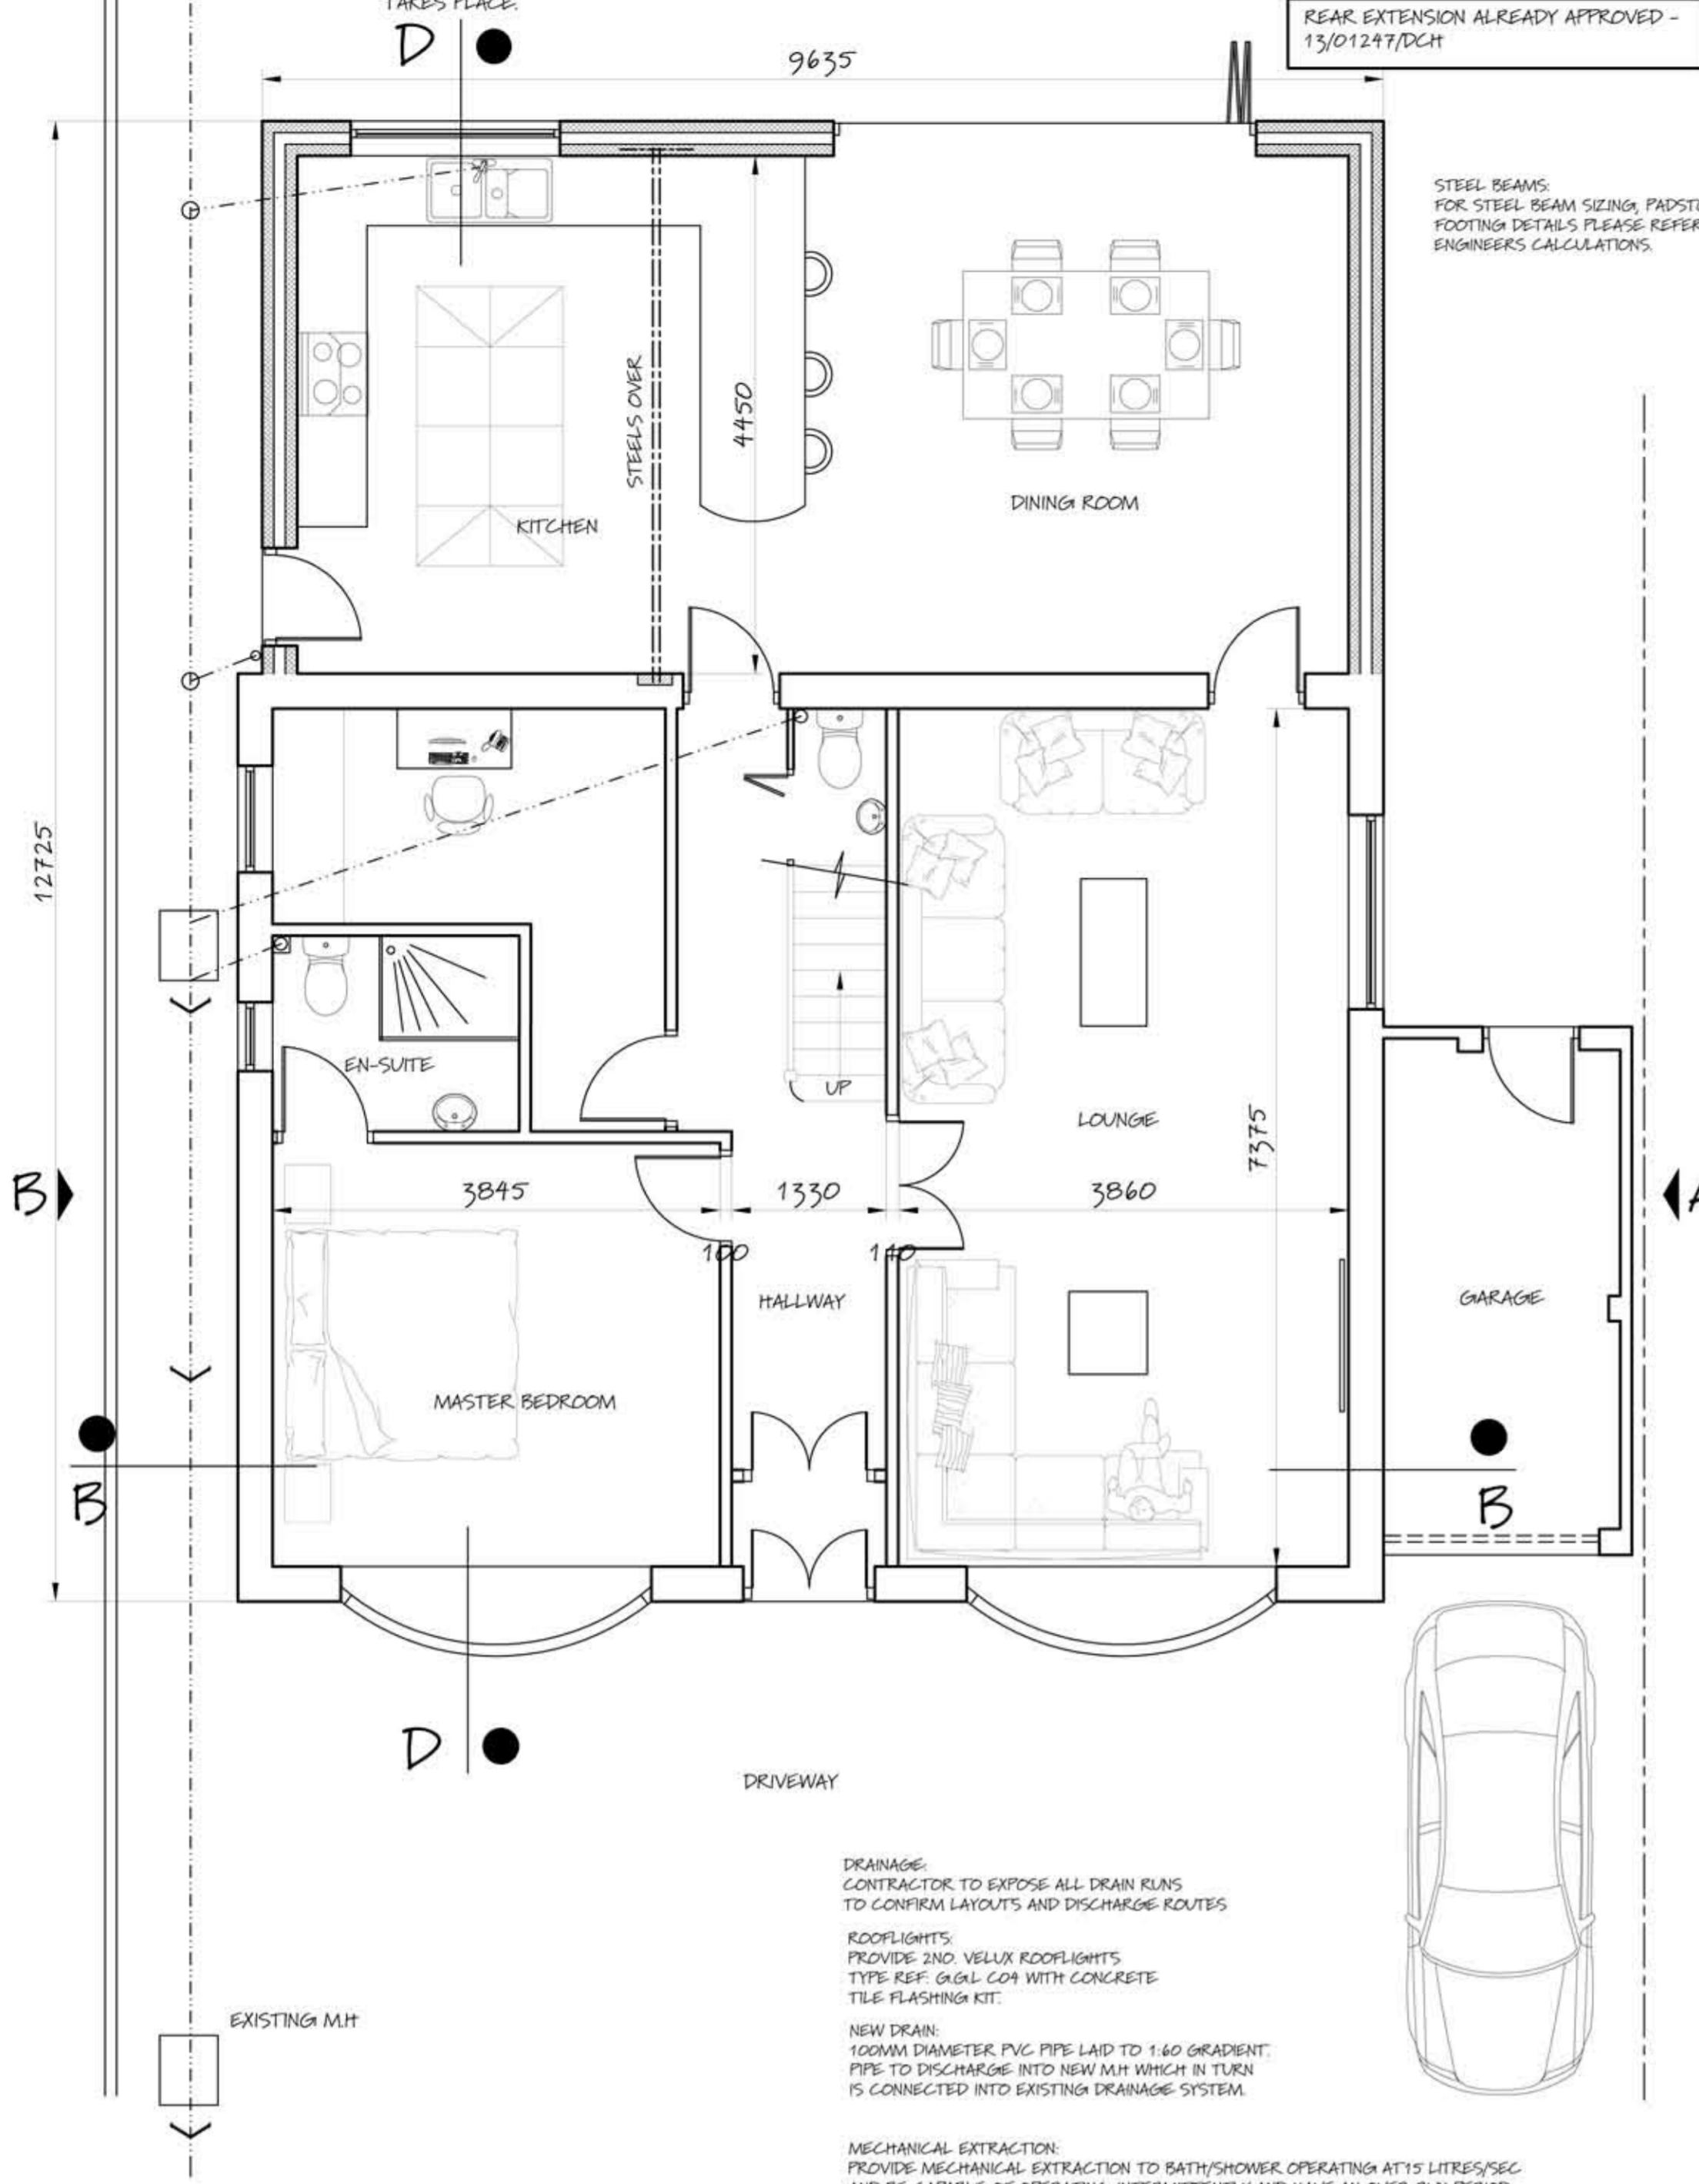 TAKES PLACE.
D
REAR EXTENSION ALREADY APPROVED -
13/01247/DCH
9635
STEEL BEAMS:
FOR STEEL BEAM SIZING,
FOOTING DETAILS PLEASE REFER
ENGINEERS CALCULATIONS.
STEELS OVER
4450
DINING ROOM
KITCHEN
12725
EN-SUITE
UP
LOUNGE
7375
B
3845
1330
3860
A
100
110
HALLWAY
GARAGE
MASTER BEDROOM
B
B
D
DRIVEWAY
DRAINAGE:
CONTRACTOR TO EXPOSE ALL DRAIN RUNS
TO CONFIRM LAYOUTS AND DISCHARGE ROUTES
ROOFLIGHTS:
PROVIDE 2NO. VELUX ROOFLIGHTS
TYPE REF: GGL C04 WITH CONCRETE
TILE FLASHING KIT.
EXISTING M.H
NEW DRAIN:
100MM DIAMETER PVC PIPE LAID TO 1:60 GRADIENT.
PIPE TO DISCHARGE INTO NEW M.H WHICH IN TURN
IS CONNECTED INTO EXISTING DRAINAGE SYSTEM.
MECHANICAL EXTRACTION:
PROVIDE MECHANICAL EXTRACTION TO BATH/SHOWER OPERATING AT 15 LITRES/SEC